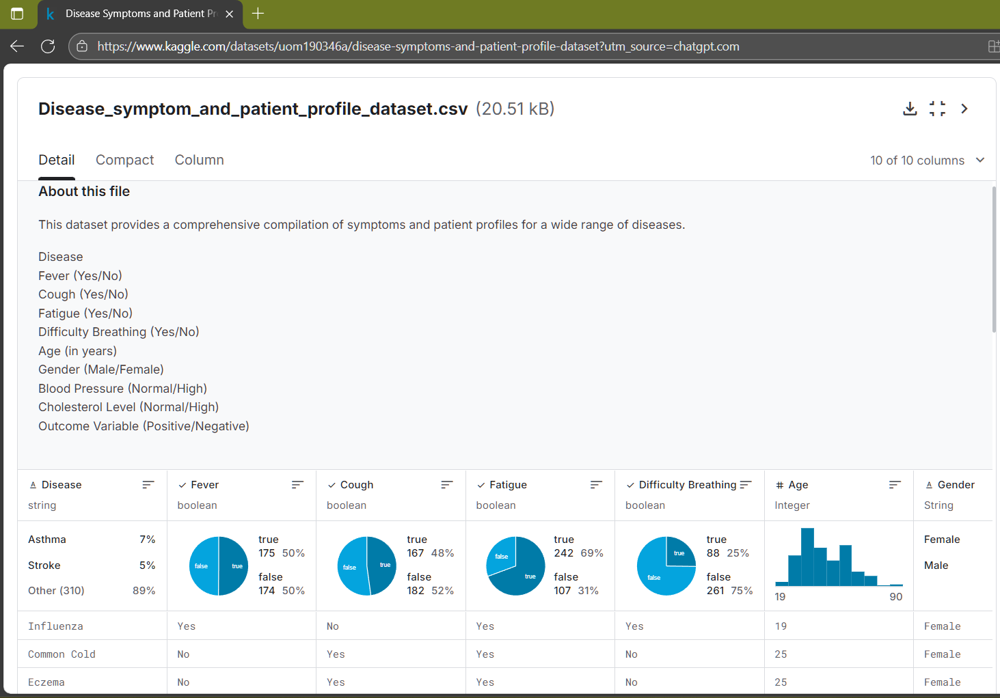 Disease Symptoms and Patient Pr
https://www.kaggle.com/datasets/uom190346a/disease-symptoms-and-patient-profile-dataset?utm_source=chatgpt.com
Disease_symptom_and_patient_profile_dataset.csv (20.51 kB)
Detail Compact Column 10 of 10 columns
About this file
This dataset provides a comprehensive compilation of symptoms and patient profiles for a wide range of diseases.
Disease
Fever (Yes/No)
Cough (Yes/No)
Fatigue (Yes/No)
Difficulty Breathing (Yes/No)
Age (in years)
Gender (Male/Female)
Blood Pressure (Normal/High)
Cholesterol Level (Normal/High)
Outcome Variable (Positive/Negative)
A Disease Fever Cough Fatigue Difficulty Breathing # Age A Gender
string boolean boolean boolean boolean Integer String
Asthma 7% true true true true Female
175 50% 167 48% 242 69% 88 25%
Stroke 5% false true false true false true false true Male
false false false false
Other (310) 89% 174 50% 182 52% 107 31% 261 75%
19 90
Influenza Yes No Yes Yes 19 Female
Common Cold No Yes Yes No 25 Female
Eczema No Yes Yes No 25 Female